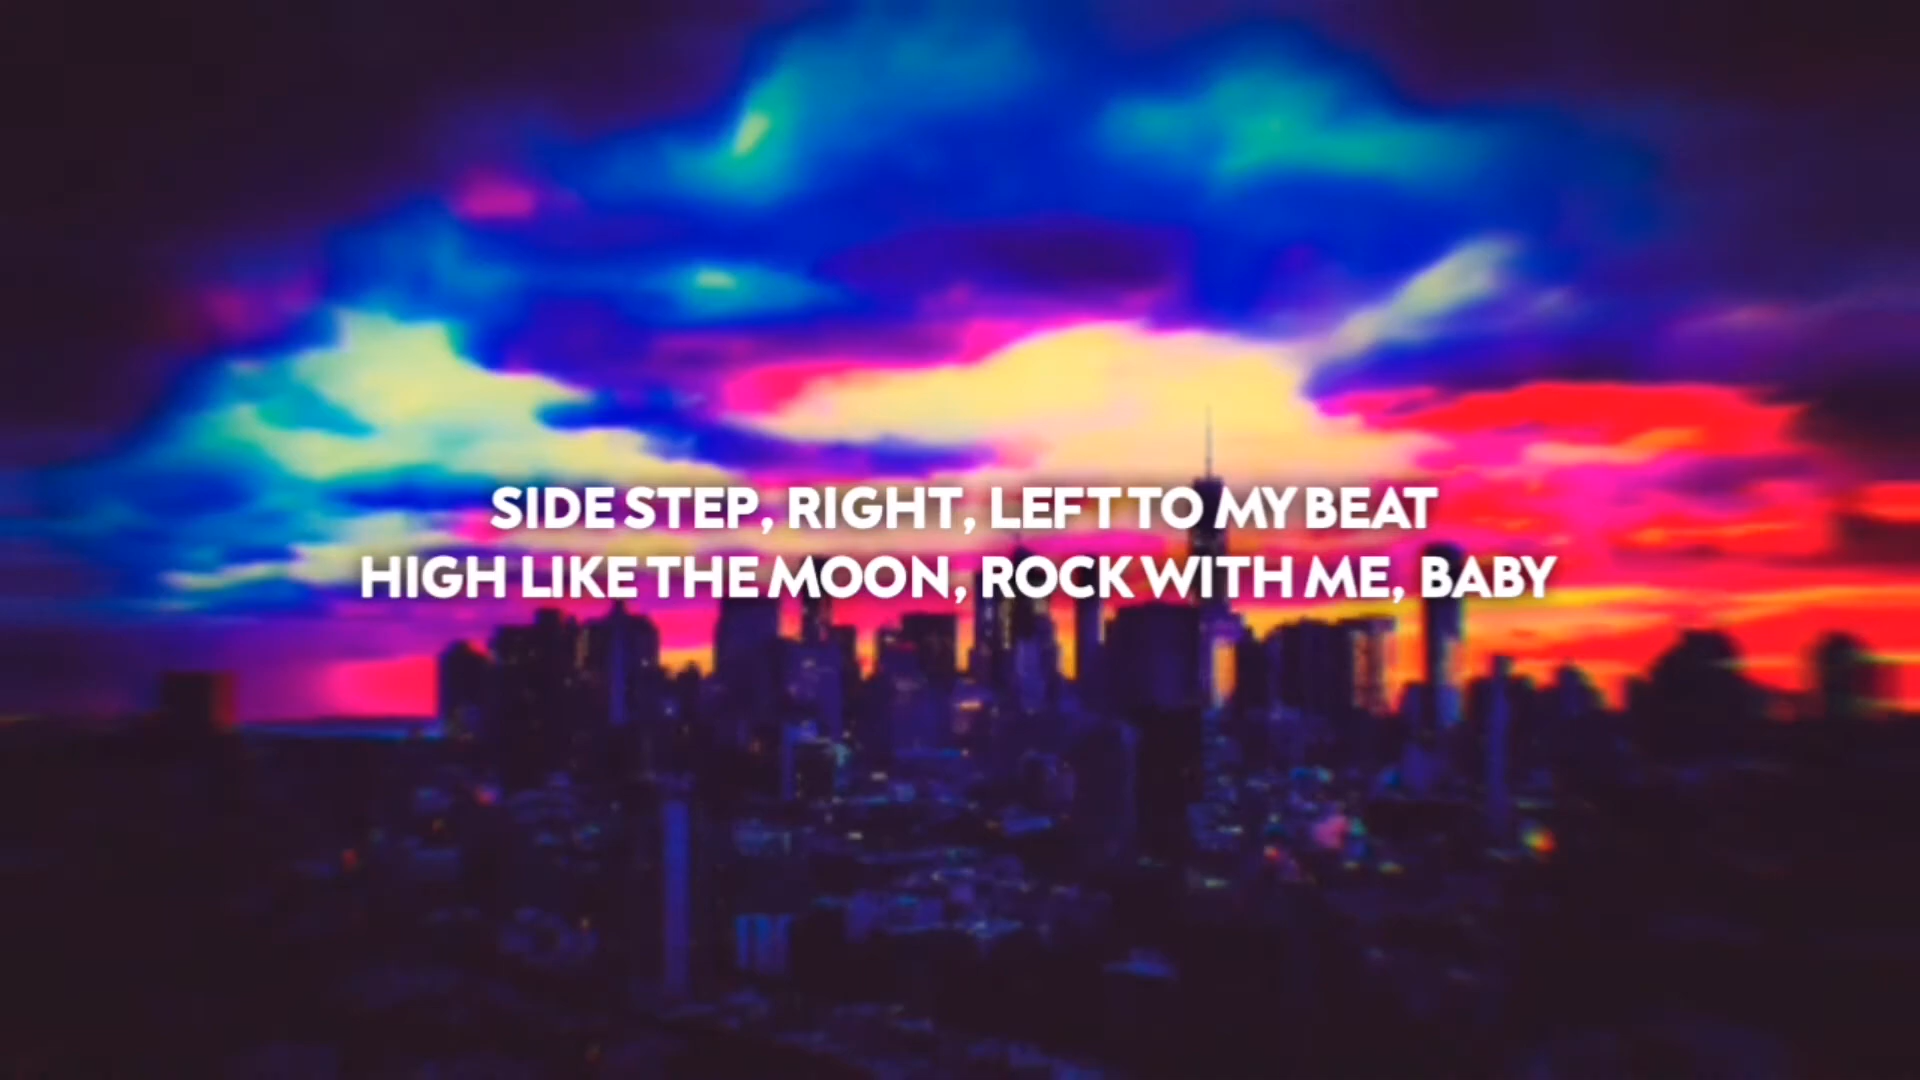 SIDE STEP, RIGHT, LEFT TO MY BEAT
HIGH LIKE THE MOON, ROCK WITH ME, BABY